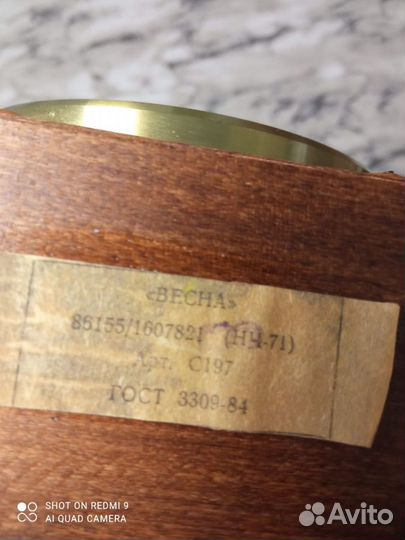 «ВЕСНА»
86155/1607821 (НЧ-71)
Арт. С197
ГОСТ 3309-84
SHOT ON REDMI 9
AI QUAD CAMERA
Avito